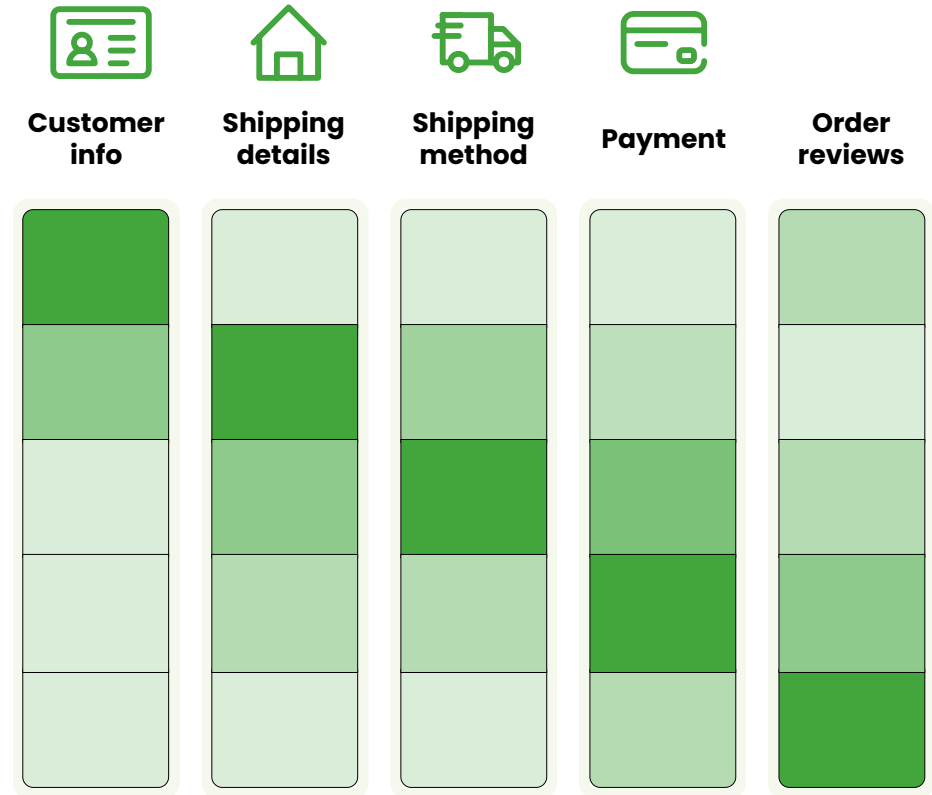 Customer
info
Shipping
details
Shipping
method
Payment
Order
reviews